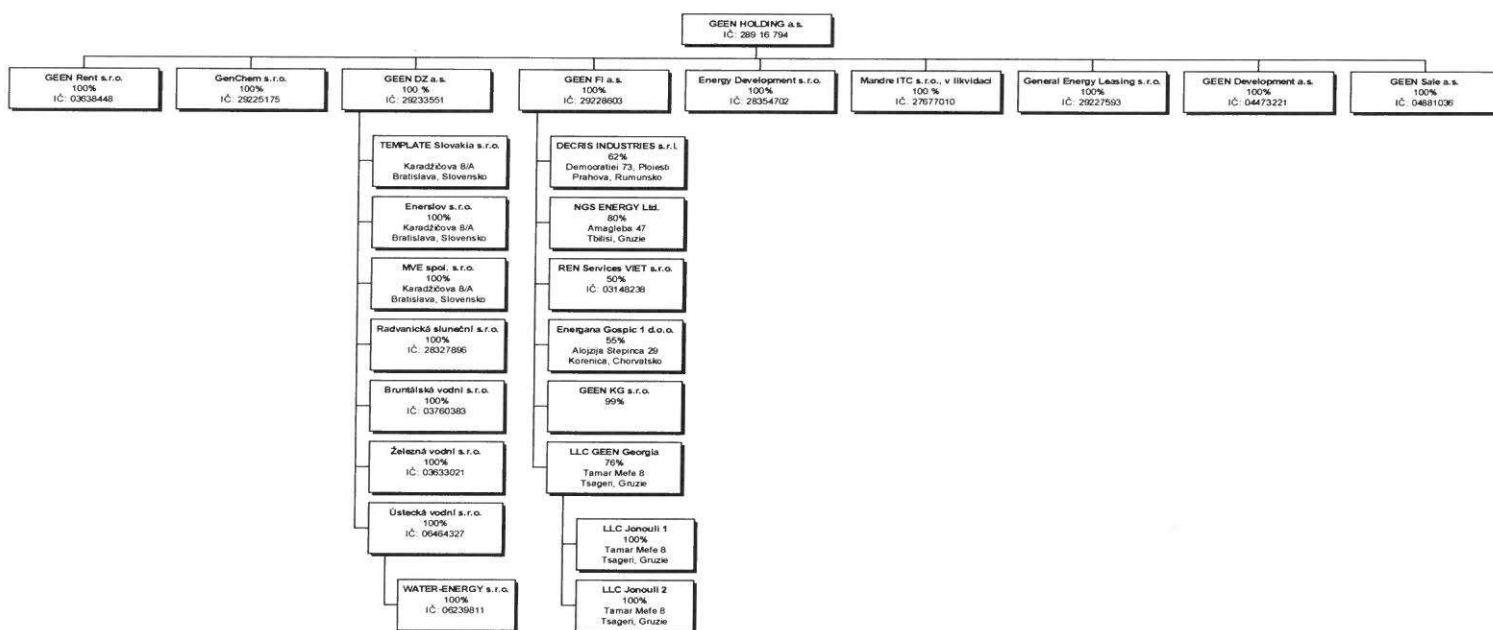 GEEN HOLDING a.s.
IČ: 289 16 794
GEEN Rent s.r.o.
100%
IČ: 03638448
GenChem s.r.o.
100%
IČ: 29225175
GEEN DZ a.s.
100 %
IČ: 29233551
GEEN FI a.s.
100%
IČ: 29228603
Energy Development s.r.o.
100%
IČ: 28354702
Mandre ITC s.r.o., v likvidaci
100 %
IČ: 27677010
General Energy Leasing s.r.o.
100%
IČ: 29227593
GEEN Development a.s.
100%
IČ: 04473221
GEEN Sale a.s.
100%
IČ: 04881036
TEMPLATE Slovakia s.r.o.
Karadžičova 8/A
Bratislava, Slovensko
Enerslov s.r.o.
100%
Karadžičova 8/A
Bratislava, Slovensko
MVE spol. s.r.o.
100%
Karadžičova 8/A
Bratislava, Slovensko
Radvanická sluneční s.r.o.
100%
IČ: 28327896
Bruntálská vodní s.r.o.
100%
IČ: 03760383
Železná vodní s.r.o.
100%
IČ: 03633021
Ústecká vodní s.r.o.
100%
IČ: 06464327
WATER-ENERGY s.r.o.
100%
IČ: 06239811
DECRIS INDUSTRIES s.r.l.
62%
Democratiei 73, Ploiesti
Prahova, Rumunsko
NGS ENERGY Ltd.
80%
Amagleba 47
Tbilisi, Gruzie
REN Services VIET s.r.o.
50%
IČ: 03148238
Energana Gospic 1 d.o.o.
55%
Alojzija Stepinca 29
Korenica, Chorvatsko
GEEN KG s.r.o.
99%
LLC GEEN Georgia
76%
Tamar Mefe 8
Tsageri, Gruzie
LLC Jonouli 1
100%
Tamar Mefe 8
Tsageri, Gruzie
LLC Jonouli 2
100%
Tamar Mefe 8
Tsageri, Gruzie